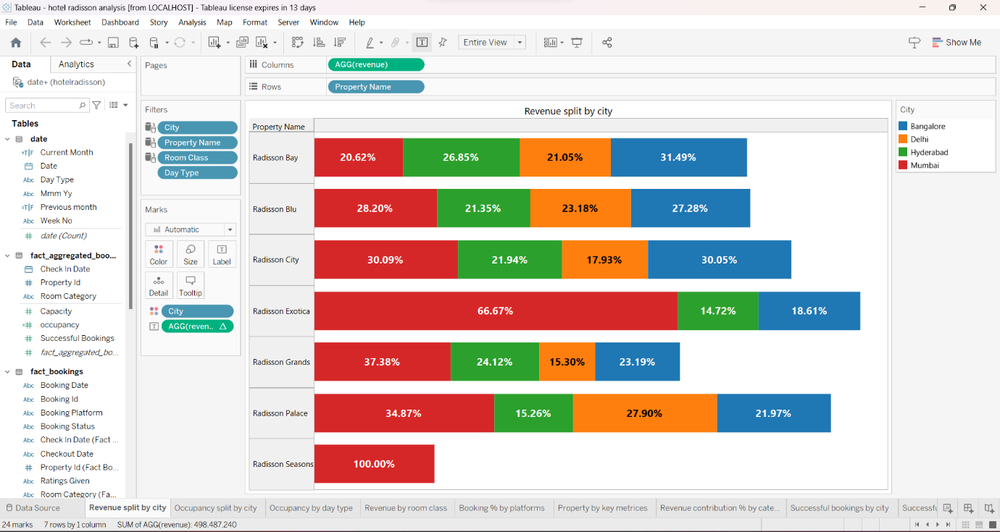 Tableau - hotel radisson analysis [from LOCALHOST] - Tableau license expires in 13 days
File Data Worksheet Dashboard Story Analysis Map Format Server Window Help
Entire View
Show Me
Data Analytics
date+ (hotelradisson)
Search
Tables
date
Current Month
Date
Abc Day Type
Abc Mmm Yy
Previous month
Abc Week No
# date (Count)
fact_aggregated_boo...
Check In Date
# Property Id
Abc Room Category
# Capacity
=# occupancy
# Successful Bookings
# fact_aggregated_bo...
fact_bookings
Abc Booking Date
Abc Booking Id
Abc Booking Platform
Abc Booking Status
Abc Check In Date (Fact ...
Abc Checkout Date
# Property Id (Fact Bo...
Abc Ratings Given
Abc Room Category (Fa...
Pages
Filters
City
Property Name
Room Class
Day Type
Marks
Automatic
Color Size Label
Detail Tooltip
City
AGG(reven.. △
Columns AGG(revenue)
Rows Property Name
Revenue split by city
Property Name
Radisson Bay 20.62% 26.85% 21.05% 31.49%
Radisson Blu 28.20% 21.35% 23.18% 27.28%
Radisson City 30.09% 21.94% 17.93% 30.05%
Radisson Exotica 66.67% 14.72% 18.61%
Radisson Grands 37.38% 24.12% 15.30% 23.19%
Radisson Palace 34.87% 15.26% 27.90% 21.97%
Radisson Seasons 100.00%
City
Bangalore
Delhi
Hyderabad
Mumbai
Data Source Revenue split by city Occupancy split by city Occupancy by day type Revenue by room class Booking % by platforms Property by key metrices Revenue contribution % by cate... Successful bookings by city Successfu
24 marks 7 rows by 1 column SUM of AGG(revenue): 498,487,240